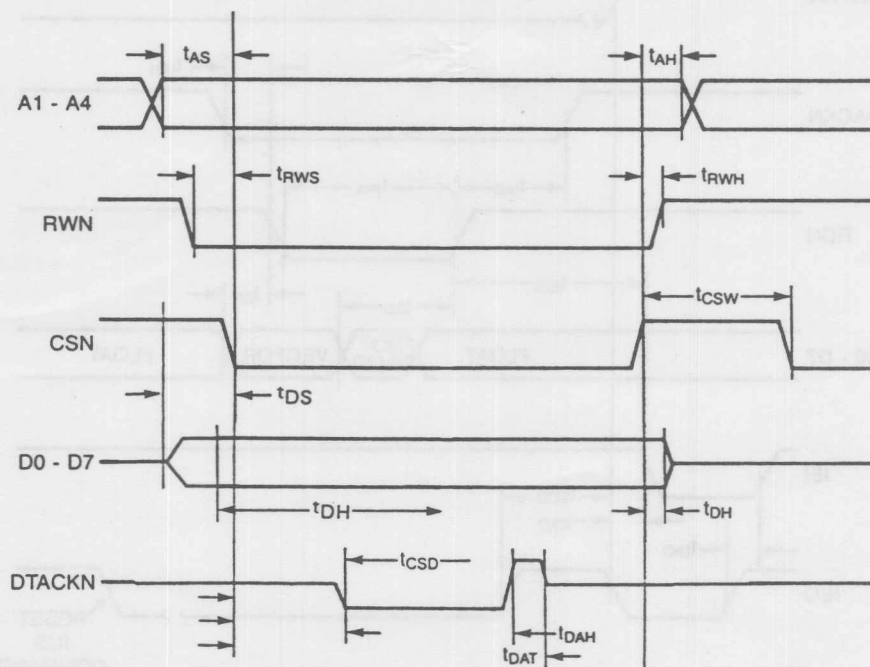 tAS
tAH
A1 - A4
tRWS
tRWH
RWN
tCSW
CSN
tDS
D0 - D7
tDH
tDH
tCSD
DTACKN
tDAH
tDAT